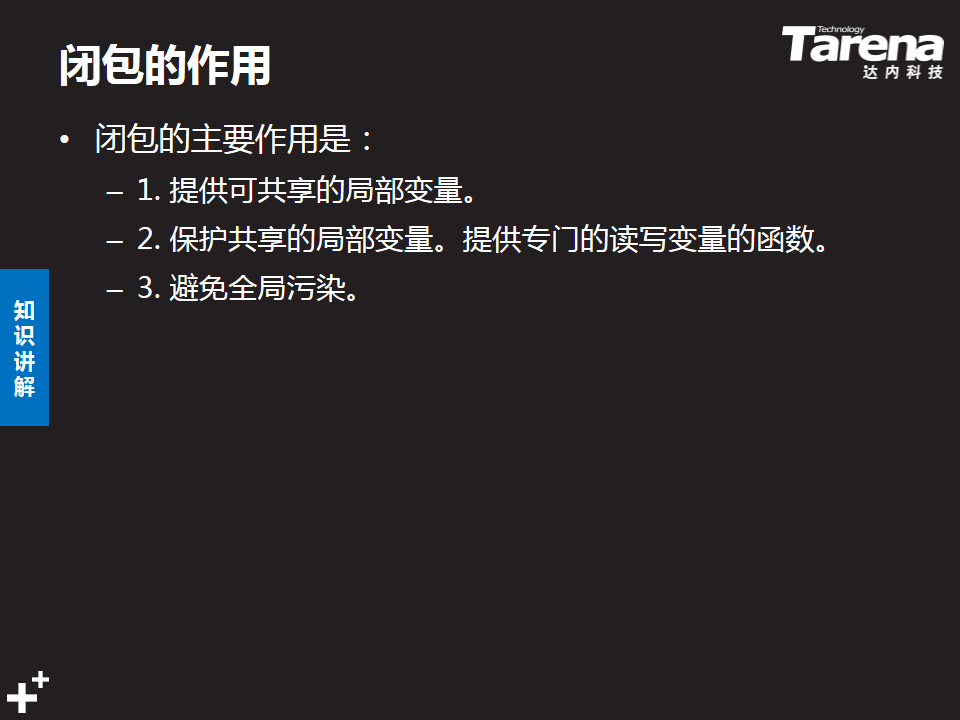 闭包的作用
Technology
Tarena
达内科技
• 闭包的主要作用是：
– 1. 提供可共享的局部变量。
– 2. 保护共享的局部变量。提供专门的读写变量的函数。
– 3. 避免全局污染。
知识讲解